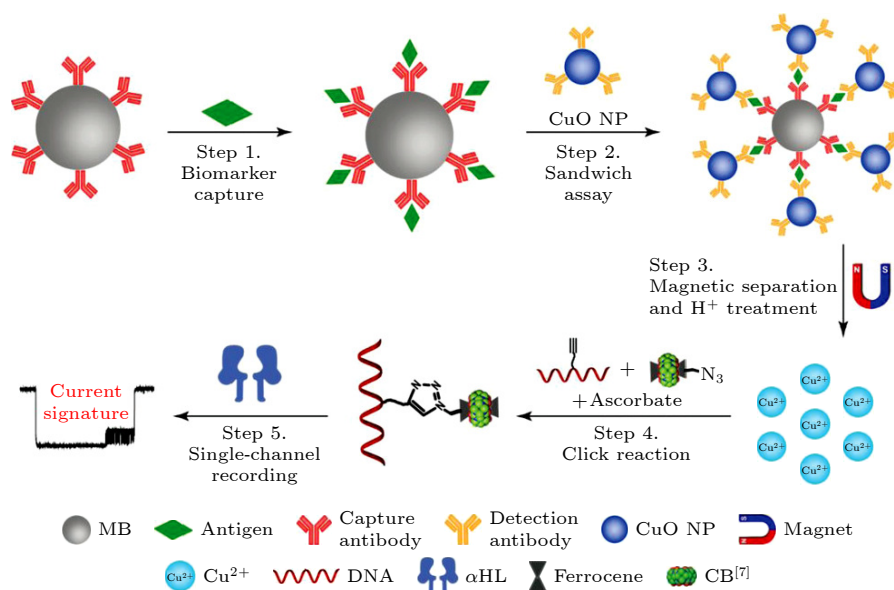 Step 1.
Biomarker
capture
CuO NP
Step 2.
Sandwich
assay
Step 3.
Magnetic separation
and H⁺ treatment
N S
Cu²⁺
Cu²⁺ Cu²⁺
Cu²⁺
Cu²⁺ Cu²⁺
Cu²⁺
+ N₃
+Ascorbate
Step 4.
Click reaction
N N
N
Step 5.
Single-channel
recording
Current
signature
MB Antigen Capture antibody Detection antibody CuO NP Magnet
Cu²⁺ DNA αHL Ferrocene CB[7]